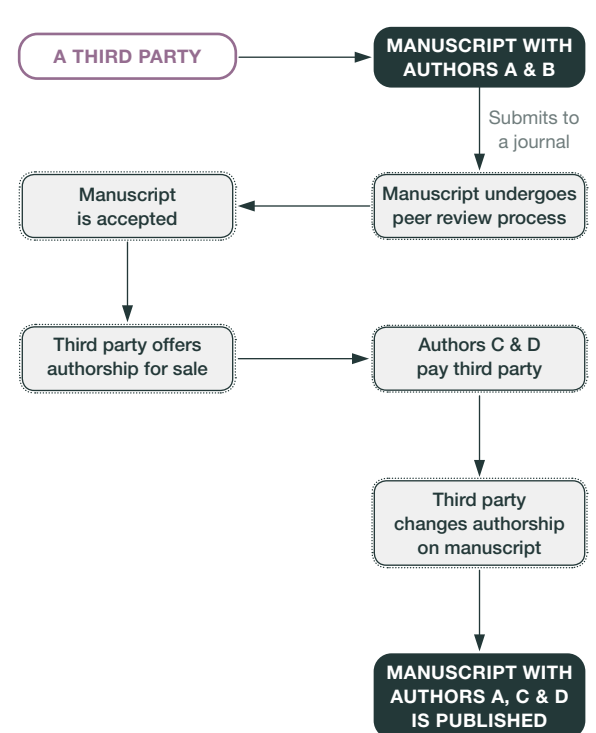 A THIRD PARTY
MANUSCRIPT WITH
AUTHORS A & B
Submits to
a journal
Manuscript undergoes
peer review process
Manuscript
is accepted
Third party offers
authorship for sale
Authors C & D
pay third party
Third party
changes authorship
on manuscript
MANUSCRIPT WITH
AUTHORS A, C & D
IS PUBLISHED